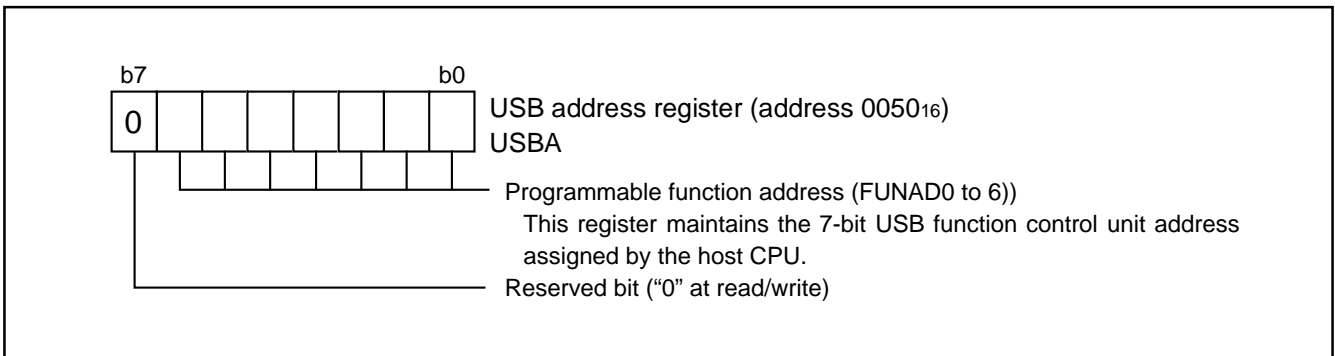 b7 b0
0
USB address register (address 005016)
USBA
Programmable function address (FUNAD0 to 6))
This register maintains the 7-bit USB function control unit address
assigned by the host CPU.
Reserved bit (“0” at read/write)